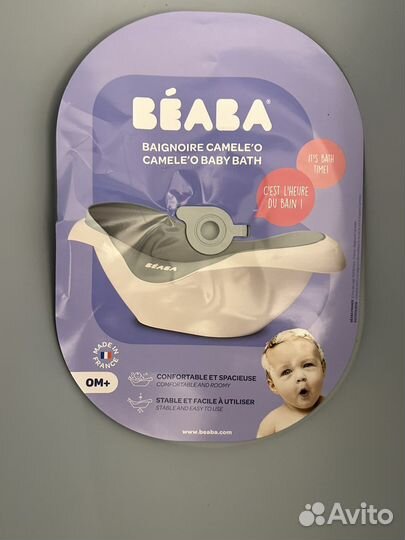 BÉABA®
BAIGNOIRE CAMELE'O
CAMELE'O BABY BATH
IT'S BATH
TIME!
C'EST L'HEURE
DU BAIN !
BÉABA
MADE IN
FRANCE
0M+
CONFORTABLE ET SPACIEUSE
COMFORTABLE AND ROOMY
STABLE ET FACILE À UTILISER
STABLE AND EASY TO USE
www.beaba.com
Avito